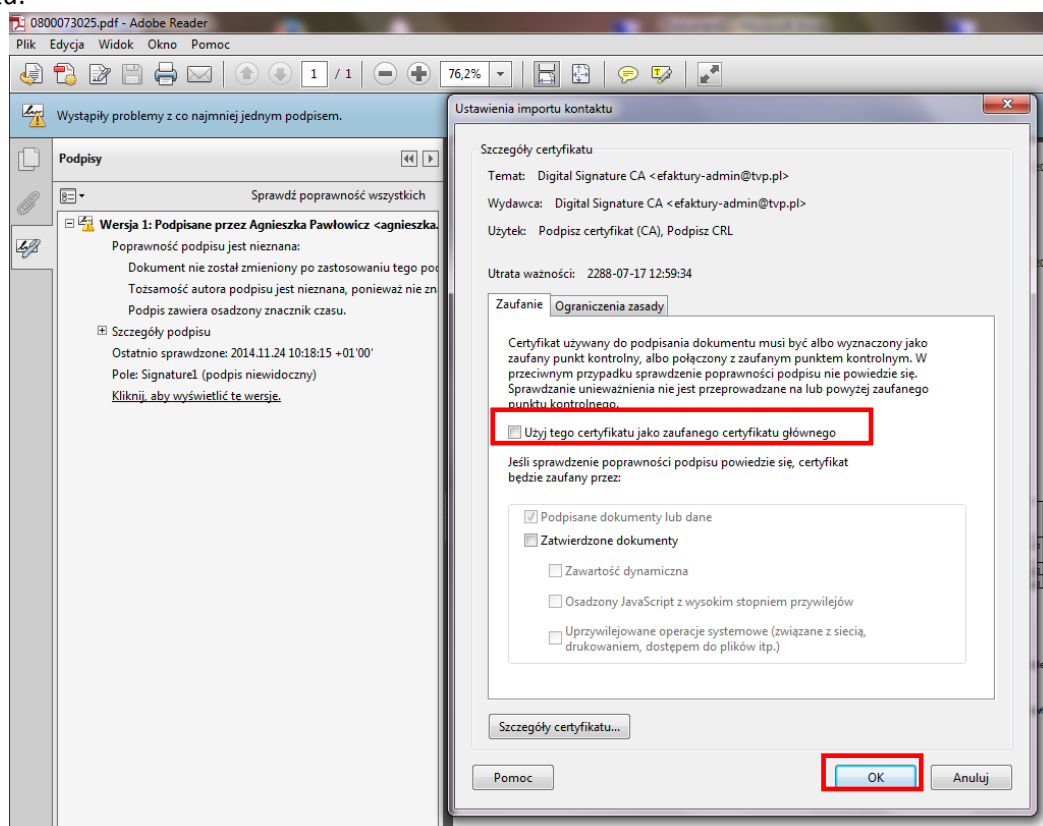 0800073025.pdf - Adobe Reader
Plik Edycja Widok Okno Pomoc
1 / 1 76,2%
Wystąpiły problemy z co najmniej jednym podpisem.
Podpisy
Sprawdź poprawność wszystkich
Wersja 1: Podpisane przez Agnieszka Pawłowicz <agnieszka.
Poprawność podpisu jest nieznana:
Dokument nie został zmieniony po zastosowaniu tego
Tożsamość autora podpisu jest nieznana, ponieważ nie
Podpis zawiera osadzony znacznik czasu.
Szczegóły podpisu
Ostatnio sprawdzone: 2014.11.24 10:18:15 +01'00'
Pole: Signature1 (podpis niewidoczny)
Kliknij, aby wyświetlić tę wersję.
Ustawienia importu kontaktu
Szczegóły certyfikatu
Temat: Digital Signature CA <efaktury-admin@tvp.pl>
Wydawca: Digital Signature CA <efaktury-admin@tvp.pl>
Użytek: Podpisz certyfikat (CA), Podpisz CRL
Utrata ważności: 2288-07-17 12:59:34
Zaufanie Ograniczenia zasady
Certyfikat używany do podpisania dokumentu musi być albo wyznaczony jako
zaufany punkt kontrolny, albo połączony z zaufanym punktem kontrolnym. W
przeciwnym przypadku sprawdzenie poprawności podpisu nie powiedzie się.
Sprawdzanie unieważnienia nie jest przeprowadzane na lub powyżej zaufanego
punktu kontrolnego.
Użyj tego certyfikatu jako zaufanego certyfikatu głównego
Jeśli sprawdzenie poprawności podpisu powiedzie się, certyfikat
będzie zaufany przez:
Podpisane dokumenty lub dane
Zatwierdzone dokumenty
Zawartość dynamiczna
Osadzony JavaScript z wysokim stopniem przywilejów
Uprzywilejowane operacje systemowe (związane z siecią,
drukowaniem, dostępem do plików itp.)
Szczegóły certyfikatu...
Pomoc OK Anuluj